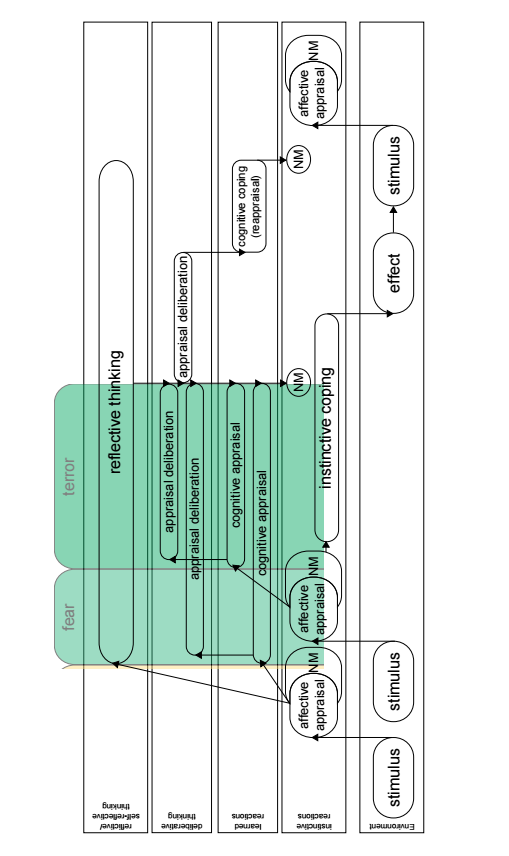 terror
fear
reflective thinking
appraisal deliberation
appraisal deliberation
appraisal deliberation
cognitive coping
(reappraisal)
cognitive appraisal
cognitive appraisal
NM
NM
affective
appraisal
NM
instinctive coping
affective
appraisal
NM
affective
appraisal
NM
stimulus
effect
stimulus
stimulus
reflective/
self-reflective
thinking
deliberative
thinking
learned
reactions
instinctive
reactions
Environment